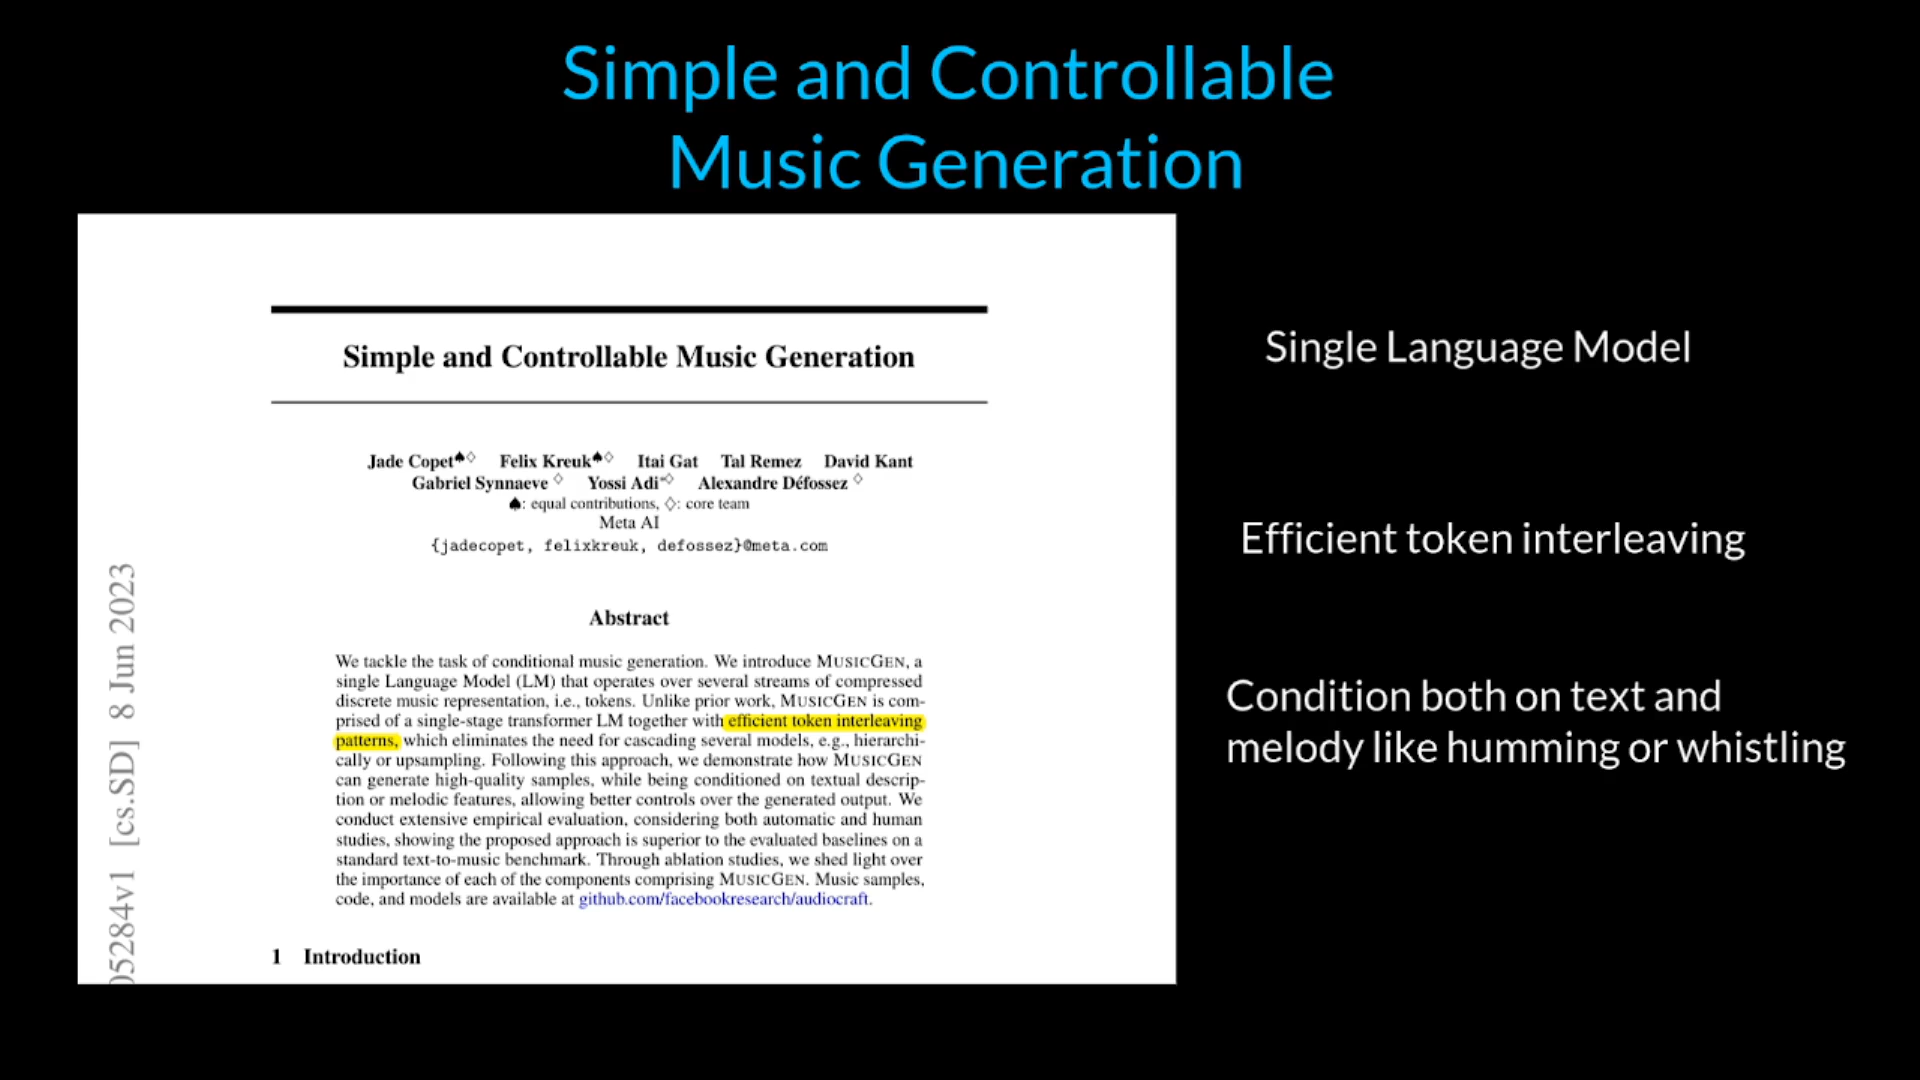 Simple and Controllable
Music Generation
Simple and Controllable Music Generation
Jade Copet♠♢ Felix Kreuk♠♢ Itai Gat Tal Remez David Kant
Gabriel Synnaeve ♢ Yossi Adi♢ Alexandre Défossez ♢
♠: equal contributions, ♢: core team
Meta AI
{jadecopet, felixkreuk, defossez}@meta.com
Abstract
We tackle the task of conditional music generation. We introduce MUSICGEN, a
single Language Model (LM) that operates over several streams of compressed
discrete music representation, i.e., tokens. Unlike prior work, MUSICGEN is com-
prised of a single-stage transformer LM together with efficient token interleaving
patterns, which eliminates the need for cascading several models, e.g., hierarchi-
cally or upsampling. Following this approach, we demonstrate how MUSICGEN
can generate high-quality samples, while being conditioned on textual descrip-
tion or melodic features, allowing better controls over the generated output. We
conduct extensive empirical evaluation, considering both automatic and human
studies, showing the proposed approach is superior to the evaluated baselines on a
standard text-to-music benchmark. Through ablation studies, we shed light over
the importance of each of the components comprising MUSICGEN. Music samples,
code, and models are available at github.com/facebookresearch/audiocraft.
1 Introduction
05284v1 [cs.SD] 8 Jun 2023
Single Language Model
Efficient token interleaving
Condition both on text and
melody like humming or whistling